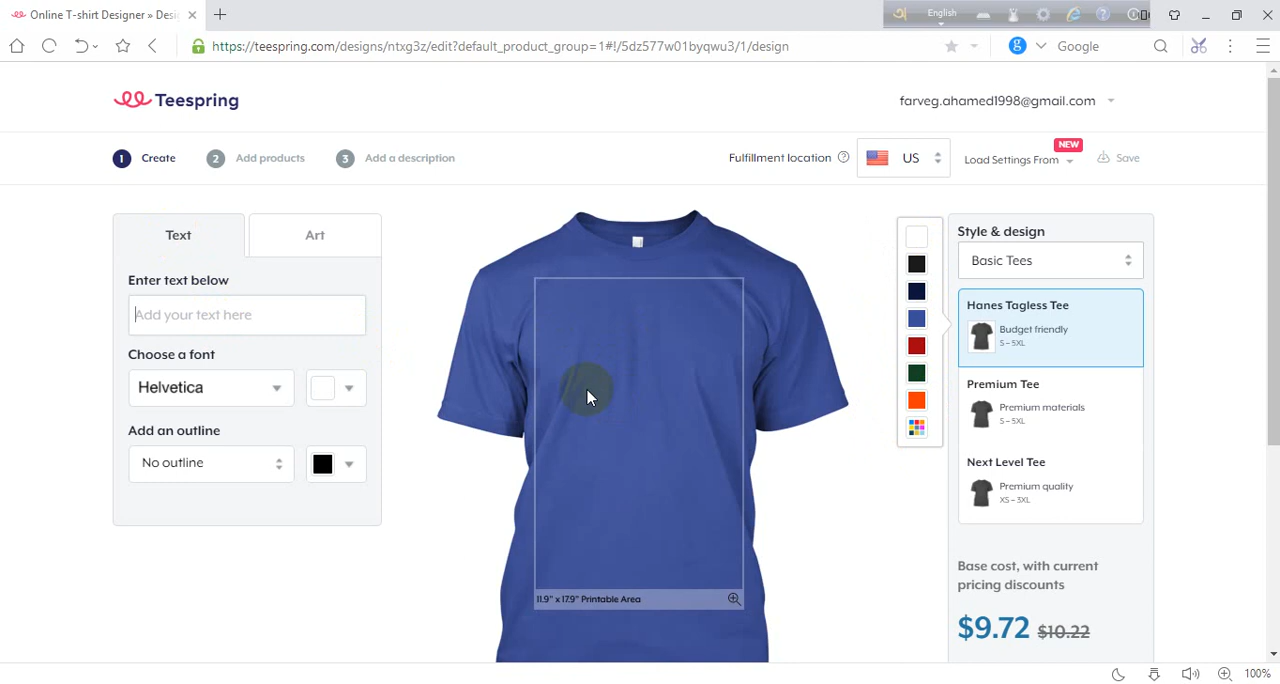 Online T-shirt Designer » Desi
English
https://teespring.com/designs/ntxg3z/edit?default_product_group=1#!/5dz577w01byqwu3/1/design
Google
Teespring
farveg.ahamed1998@gmail.com
1 Create
2 Add products
3 Add a description
Fulfillment location
US
NEW
Load Settings From
Save
Text
Art
Enter text below
Add your text here
Choose a font
Helvetica
Add an outline
No outline
11.9" x 17.9" Printable Area
Style & design
Basic Tees
Hanes Tagless Tee
Budget friendly
S – 5XL
Premium Tee
Premium materials
S – 5XL
Next Level Tee
Premium quality
XS – 3XL
Base cost, with current
pricing discounts
$9.72 $10.22
100%